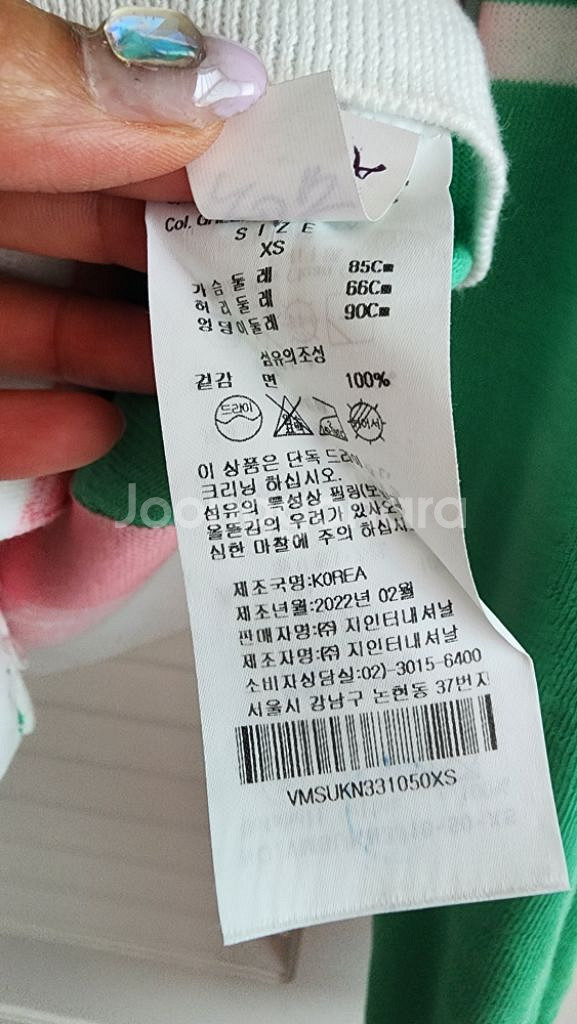 Col.
SIZE
XS
가슴둘레 85Cm
허리둘레 66Cm
엉덩이둘레 90Cm
섬유의조성
겉감 면 100%
드라이
이 상품은 단독 드라이
크리닝 하십시오.
섬유의 특성상 필링(보
올뜯김의 우려가 있사오
심한 마찰에 주의 하십시
제조국명:KOREA
제조년월:2022년 02월
판매자명:㈜ 지인터내셔날
제조자명:㈜ 지인터내셔날
소비자상담실:02)-3015-6400
서울시 강남구 논현동 37번지
VMSUKN331050XS